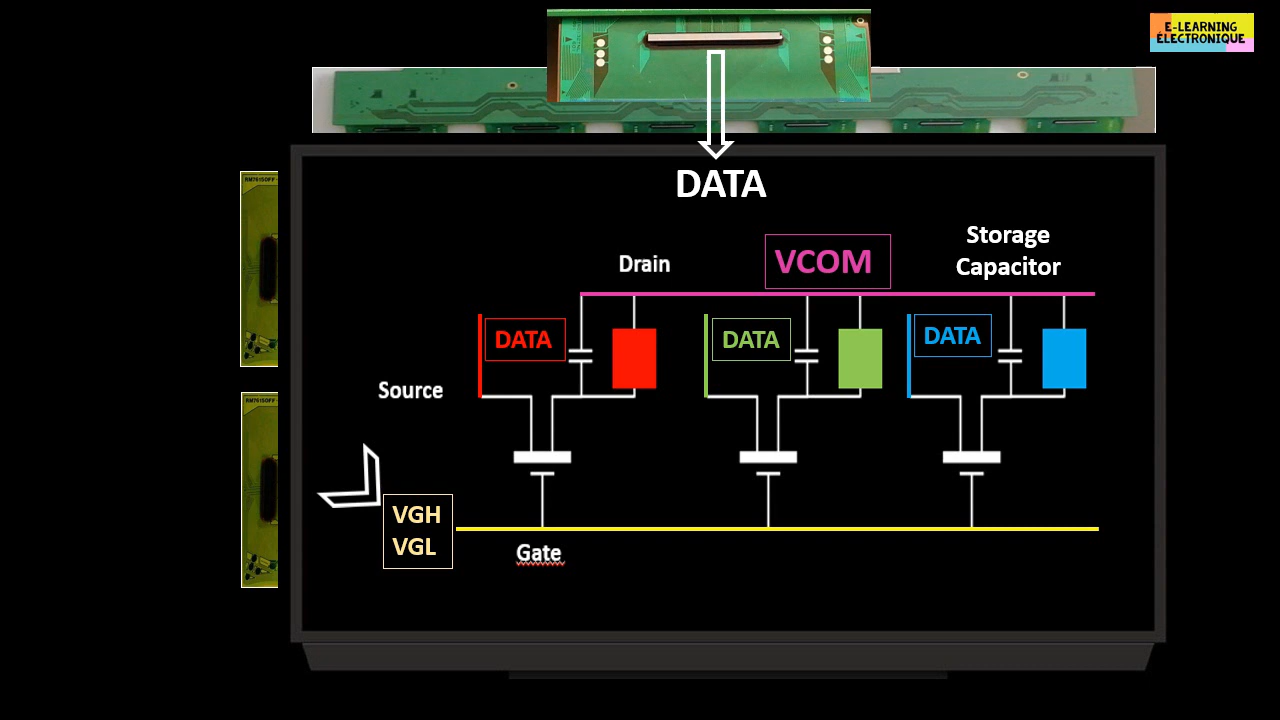 E-LEARNING
ÉLECTRONIQUE
DATA
Storage
Capacitor
Drain
VCOM
DATA
DATA
DATA
Source
VGH
VGL
Gate